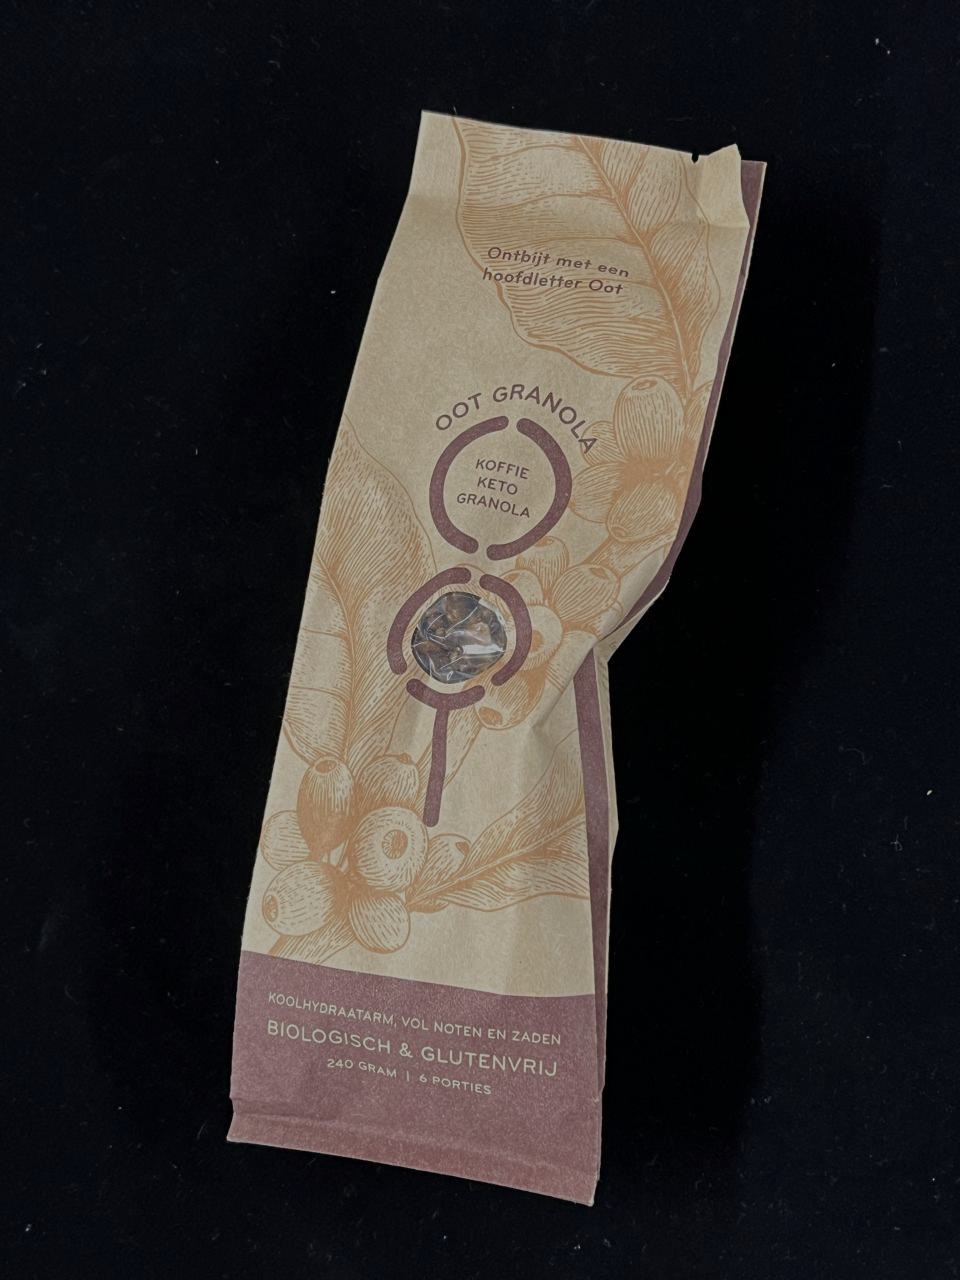 Ontbijt met een
hoofdletter Oot
OOT GRANOLA
KOFFIE
KETO
GRANOLA
KOOLHYDRAATARM, VOL NOTEN EN ZADEN
BIOLOGISCH & GLUTENVRIJ
240 GRAM | 6 PORTIES